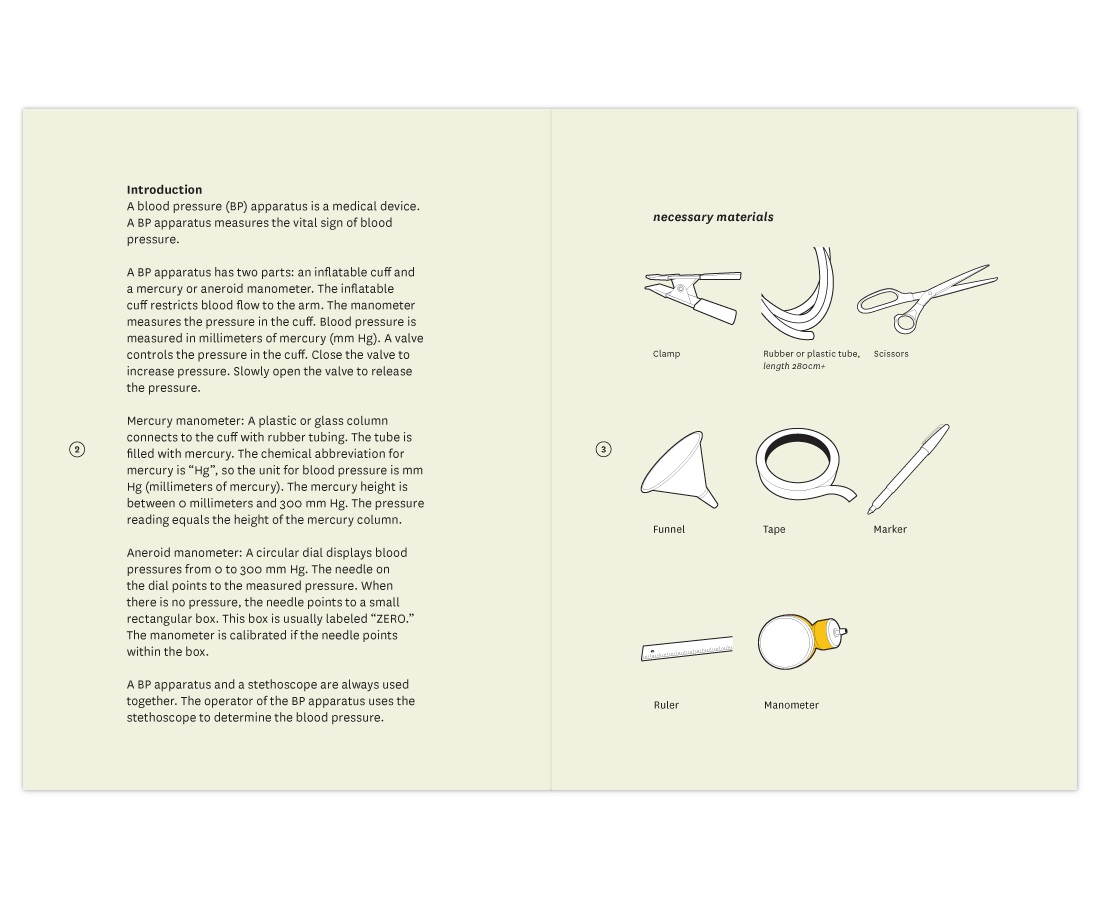 Introduction
A blood pressure (BP) apparatus is a medical device.
A BP apparatus measures the vital sign of blood
pressure.
A BP apparatus has two parts: an inflatable cuff and
a mercury or aneroid manometer. The inflatable
cuff restricts blood flow to the arm. The manometer
measures the pressure in the cuff. Blood pressure is
measured in millimeters of mercury (mm Hg). A valve
controls the pressure in the cuff. Close the valve to
increase pressure. Slowly open the valve to release
the pressure.
Mercury manometer: A plastic or glass column
connects to the cuff with rubber tubing. The tube is
filled with mercury. The chemical abbreviation for
mercury is “Hg”, so the unit for blood pressure is mm
Hg (millimeters of mercury). The mercury height is
between 0 millimeters and 300 mm Hg. The pressure
reading equals the height of the mercury column.
Aneroid manometer: A circular dial displays blood
pressures from 0 to 300 mm Hg. The needle on
the dial points to the measured pressure. When
there is no pressure, the needle points to a small
rectangular box. This box is usually labeled “ZERO.”
The manometer is calibrated if the needle points
within the box.
A BP apparatus and a stethoscope are always used
together. The operator of the BP apparatus uses the
stethoscope to determine the blood pressure.
2
necessary materials
Clamp
Rubber or plastic tube,
length 280cm+
Scissors
3
Funnel
Tape
Marker
Ruler
Manometer